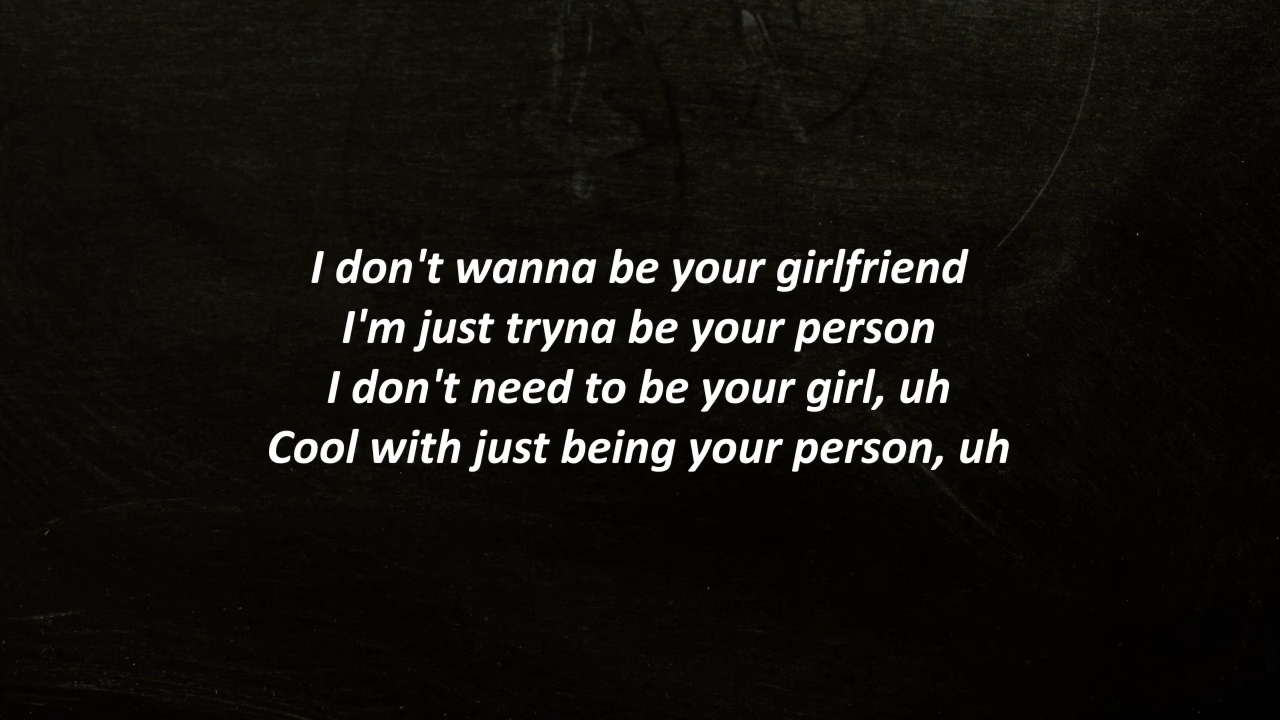 I don't wanna be your girlfriend
I'm just tryna be your person
I don't need to be your girl, uh
Cool with just being your person, uh